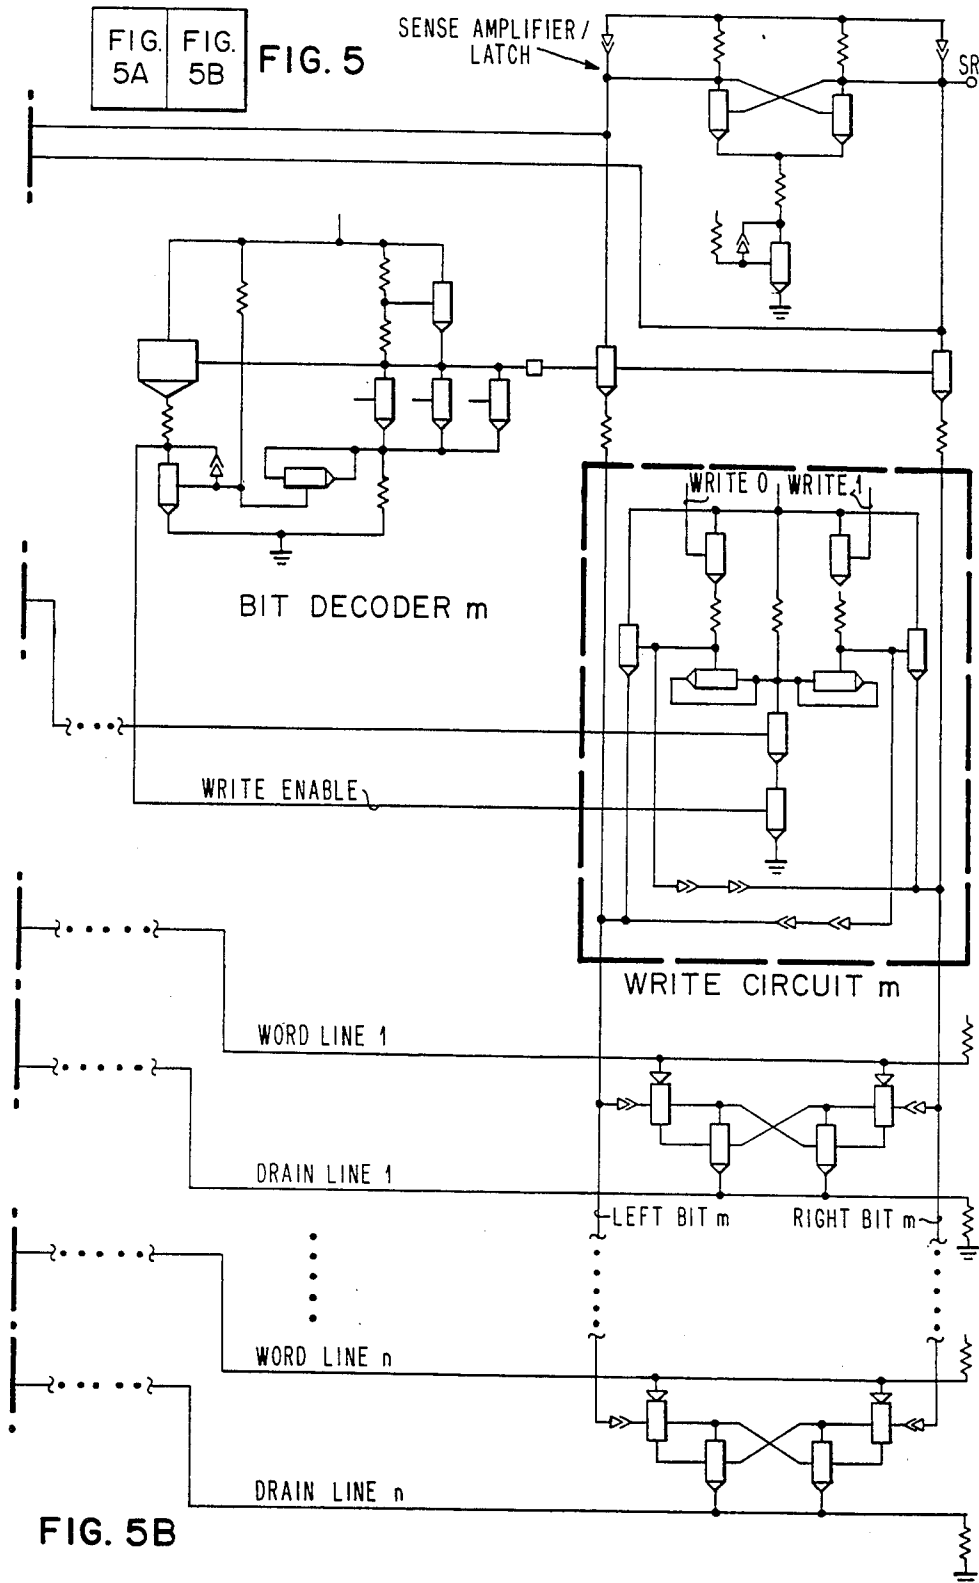 FIG. 5A
FIG. 5B
FIG. 5
SENSE AMPLIFIER/
LATCH
SR
WRITE 0
WRITE 1
BIT DECODER m
WRITE ENABLE
WRITE CIRCUIT m
WORD LINE 1
DRAIN LINE 1
LEFT BIT m
RIGHT BIT m
WORD LINE n
DRAIN LINE n
FIG. 5B